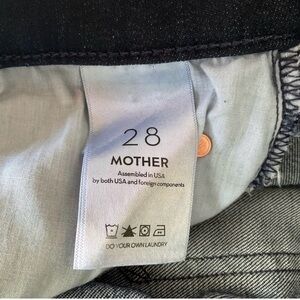 28
MOTHER
Assembled in USA
by both USA and foreign components
DO YOUR OWN LAUNDRY